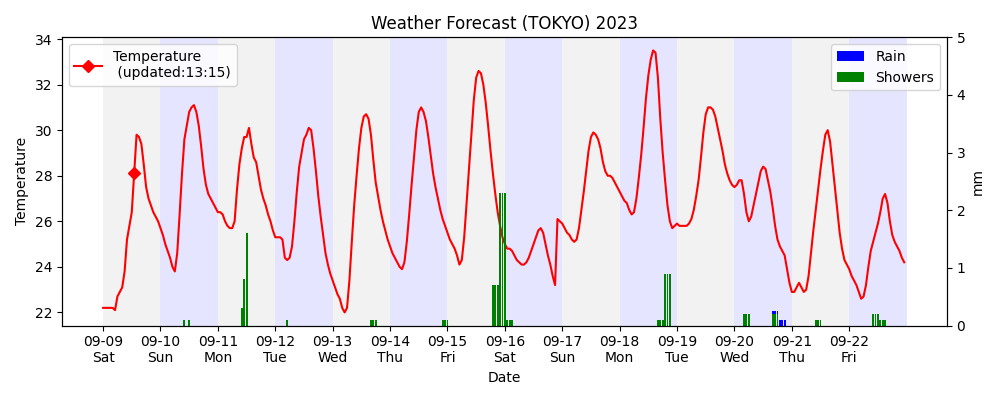 Weather Forecast (TOKYO) 2023
Temperature
(updated:13:15)
Rain
Showers
Temperature
34
32
30
28
26
24
22
5
4
3
2
1
0
mm
09-09 09-10 09-11 09-12 09-13 09-14 09-15 09-16 09-17 09-18 09-19 09-20 09-21 09-22
Sat Sun Mon Tue Wed Thu Fri Sat Sun Mon Tue Wed Thu Fri
Date